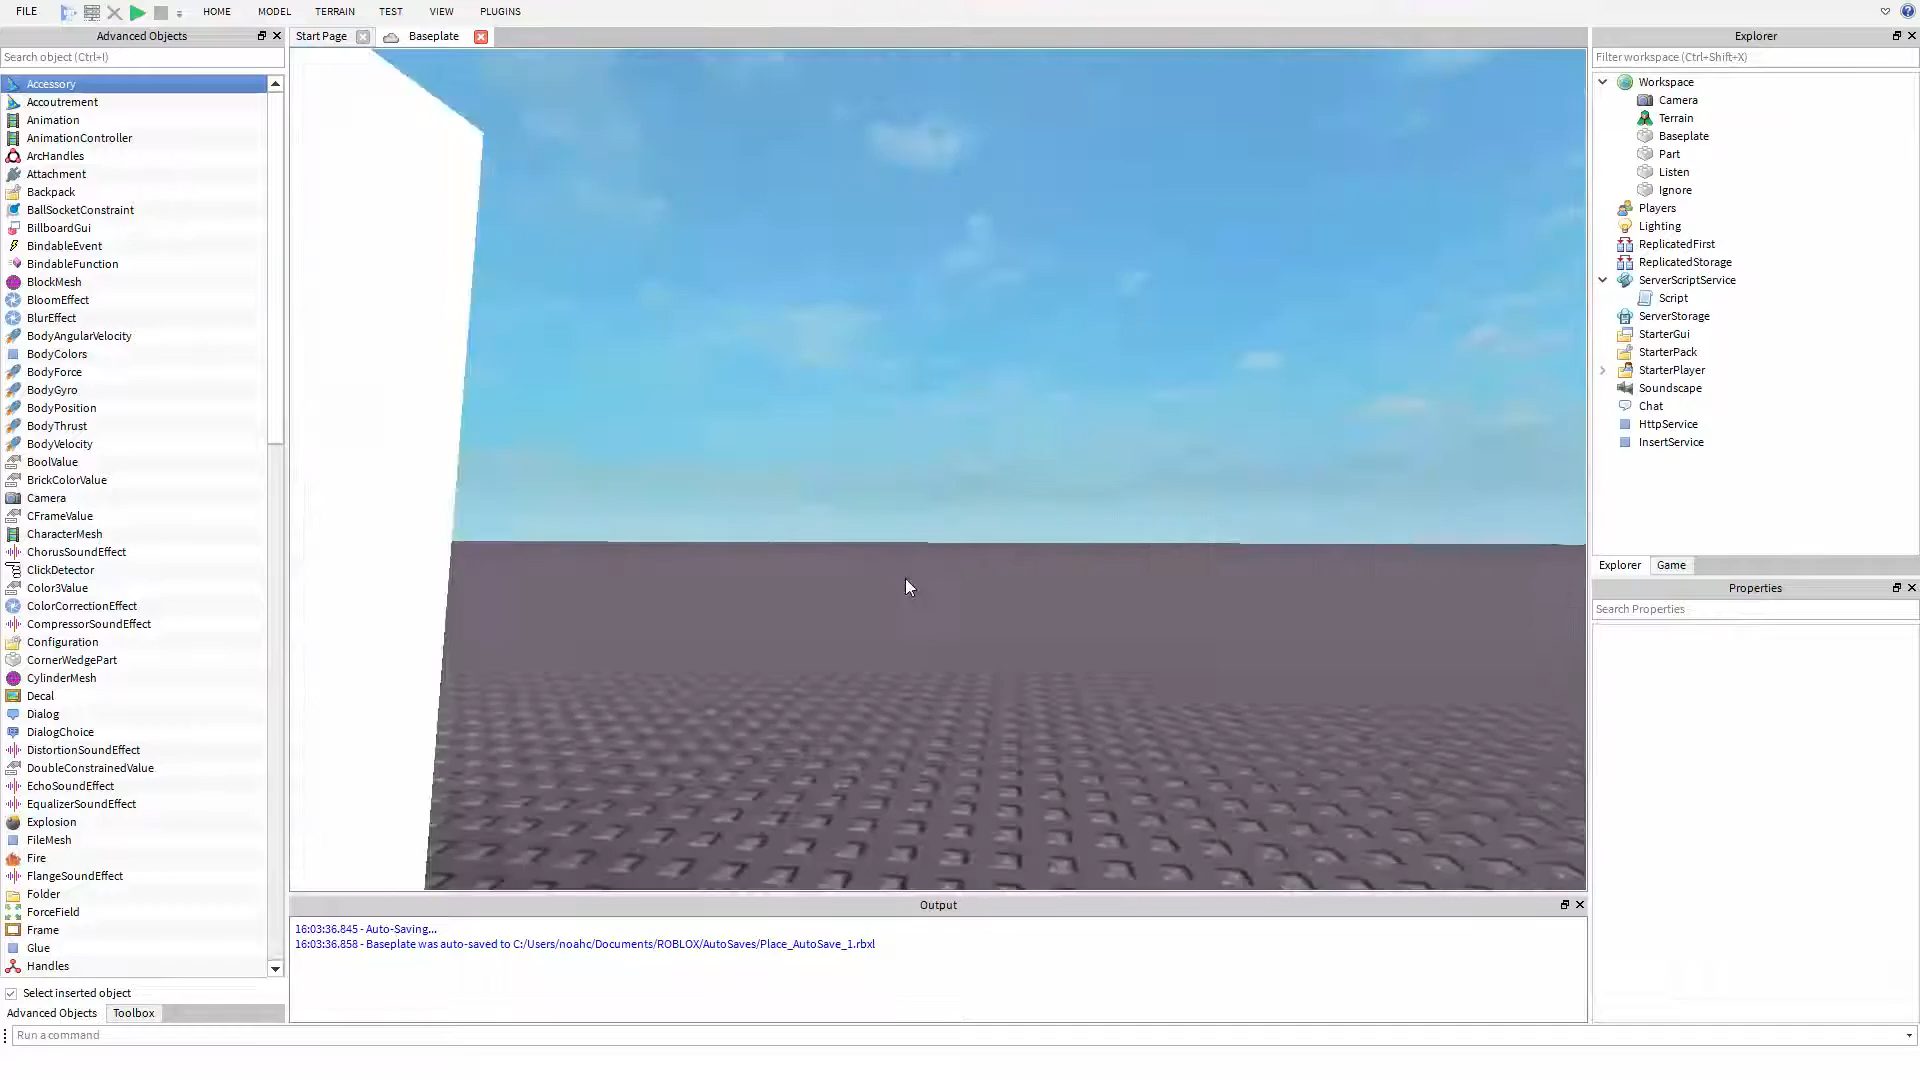 FILE
HOME
MODEL
TERRAIN
TEST
VIEW
PLUGINS
Advanced Objects
Search object (Ctrl+I)
Accessory
Accoutrement
Animation
AnimationController
ArcHandles
Attachment
Backpack
BallSocketConstraint
BillboardGui
BindableEvent
BindableFunction
BlockMesh
BloomEffect
BlurEffect
BodyAngularVelocity
BodyColors
BodyForce
BodyGyro
BodyPosition
BodyThrust
BodyVelocity
BoolValue
BrickColorValue
Camera
CFrameValue
CharacterMesh
ChorusSoundEffect
ClickDetector
Color3Value
ColorCorrectionEffect
CompressorSoundEffect
Configuration
CornerWedgePart
CylinderMesh
Decal
Dialog
DialogChoice
DistortionSoundEffect
DoubleConstrainedValue
EchoSoundEffect
EqualizerSoundEffect
Explosion
FileMesh
Fire
FlangeSoundEffect
Folder
ForceField
Frame
Glue
Handles
Select inserted object
Advanced Objects
Toolbox
Run a command
Start Page
Baseplate
Output
16:03:36.845 - Auto-Saving...
16:03:36.858 - Baseplate was auto-saved to C:/Users/noahc/Documents/ROBLOX/AutoSaves/Place_AutoSave_1.rbxl
Explorer
Filter workspace (Ctrl+Shift+X)
Workspace
Camera
Terrain
Baseplate
Part
Listen
Ignore
Players
Lighting
ReplicatedFirst
ReplicatedStorage
ServerScriptService
Script
ServerStorage
StarterGui
StarterPack
StarterPlayer
Soundscape
Chat
HttpService
InsertService
Explorer
Game
Properties
Search Properties